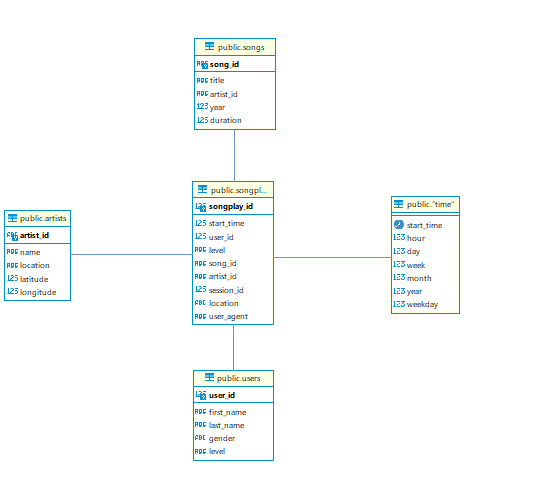 public.songs
song_id
title
artist_id
year
duration
public.artists
artist_id
name
location
latitude
longitude
public.songpl...
songplay_id
start_time
user_id
level
song_id
artist_id
session_id
location
user_agent
public."time"
start_time
hour
day
week
month
year
weekday
public.users
user_id
first_name
last_name
gender
level